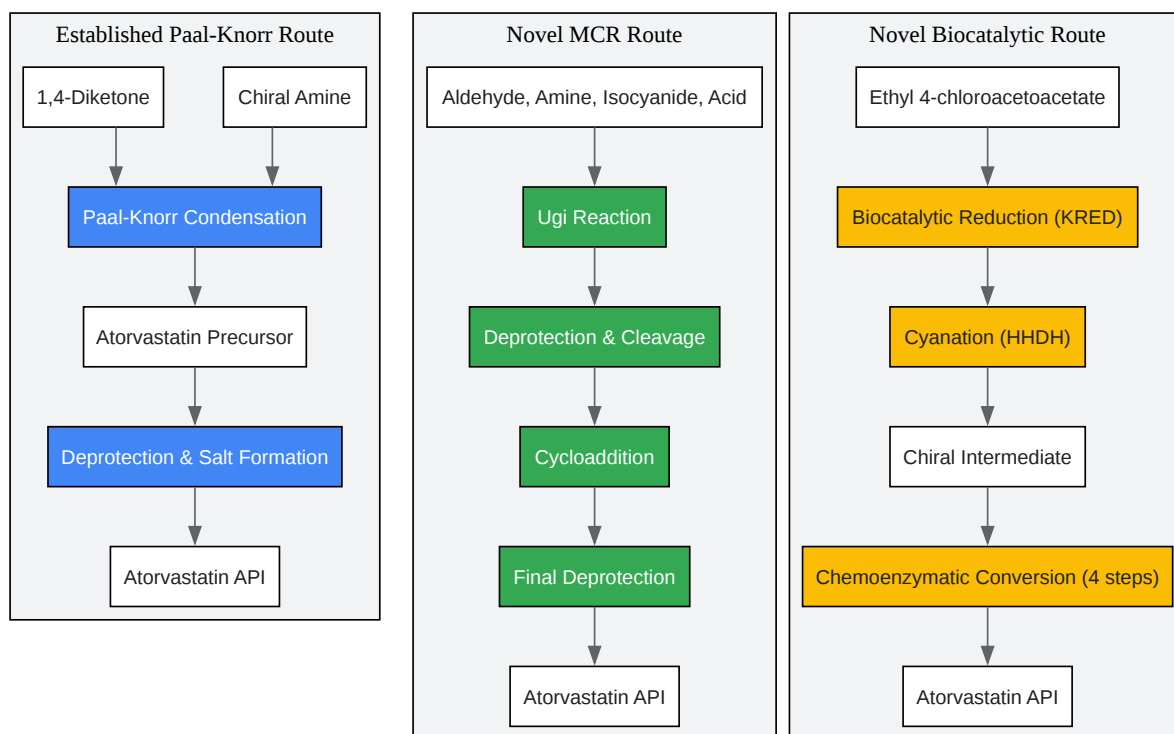 Established Paal-Knorr Route
1,4-Diketone
Chiral Amine
Paal-Knorr Condensation
Atorvastatin Precursor
Deprotection & Salt Formation
Atorvastatin API
Novel MCR Route
Aldehyde, Amine, Isocyanide, Acid
Ugi Reaction
Deprotection & Cleavage
Cycloaddition
Final Deprotection
Atorvastatin API
Novel Biocatalytic Route
Ethyl 4-chloroacetoacetate
Biocatalytic Reduction (KRED)
Cyanation (HHDH)
Chiral Intermediate
Chemoenzymatic Conversion (4 steps)
Atorvastatin API